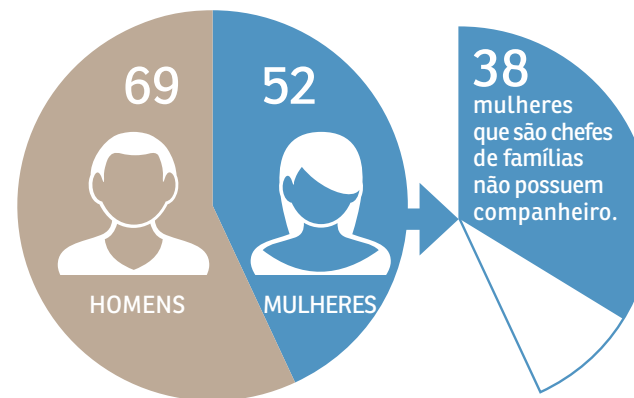 69
HOMENS
52
MULHERES
38
mulheres
que são chefes
de famílias
não possuem
companheiro.